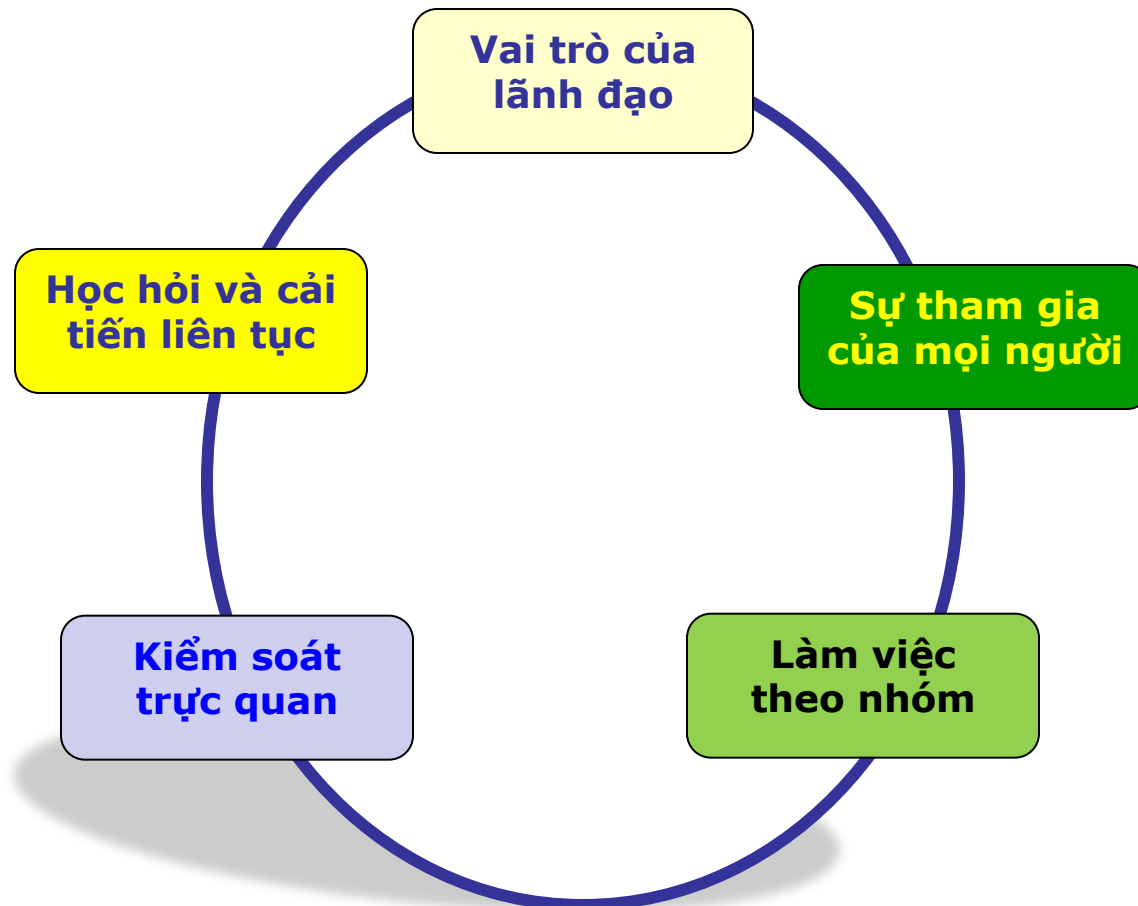 Vai trò của
lãnh đạo
Học hỏi và cải
tiến liên tục
Sự tham gia
của mọi người
Kiểm soát
trực quan
Làm việc
theo nhóm